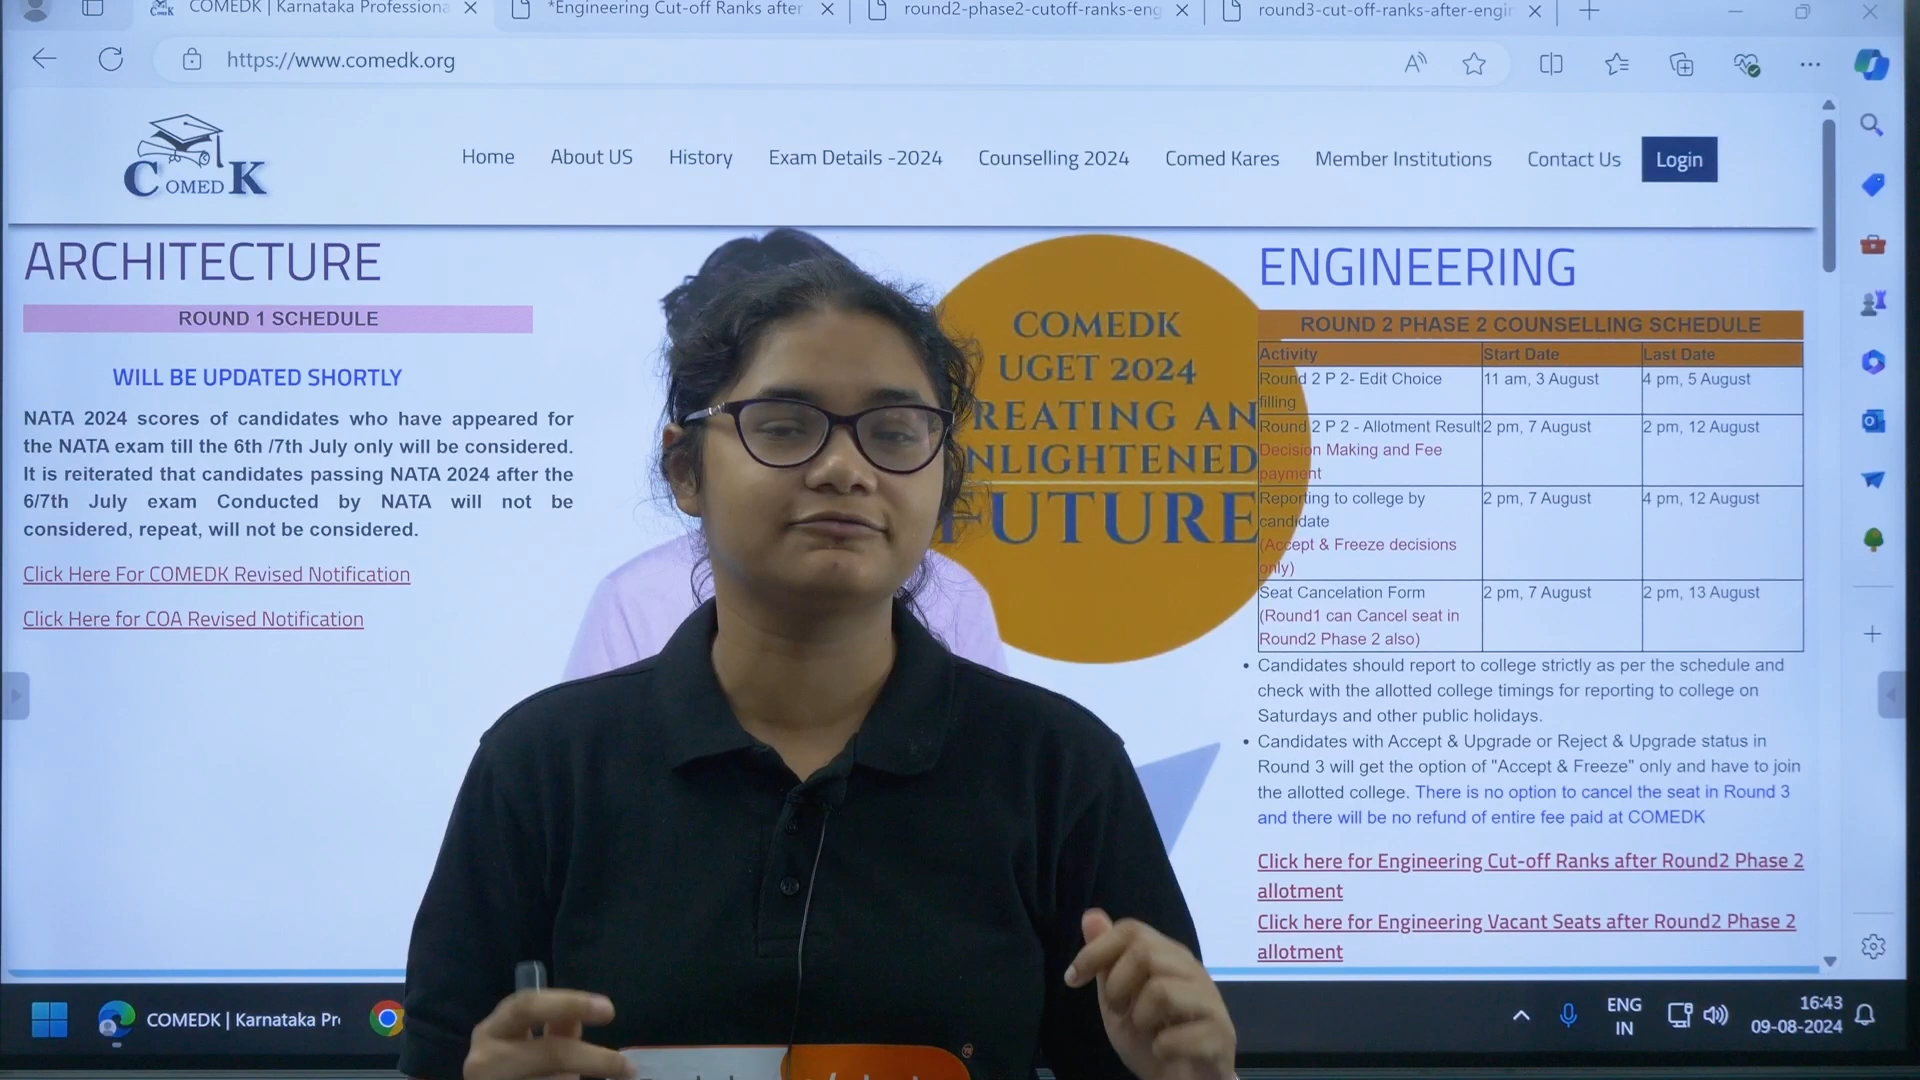 COMEDK | Karnataka Professiona
*Engineering Cut-off Ranks after
round2-phase2-cutoff-ranks-eng
round3-cut-off-ranks-after-engin
https://www.comedk.org
COMEDK
Home
About US
History
Exam Details -2024
Counselling 2024
Comed Kares
Member Institutions
Contact Us
Login
ARCHITECTURE
ROUND 1 SCHEDULE
WILL BE UPDATED SHORTLY
NATA 2024 scores of candidates who have appeared for
the NATA exam till the 6th /7th July only will be considered.
It is reiterated that candidates passing NATA 2024 after the
6/7th July exam Conducted by NATA will not be
considered, repeat, will not be considered.
Click Here For COMEDK Revised Notification
Click Here for COA Revised Notification
COMEDK
UGET 2024
REATING AN
NLIGHTENED
FUTURE
ENGINEERING
ROUND 2 PHASE 2 COUNSELLING SCHEDULE
Activity Start Date Last Date
Round 2 P 2- Edit Choice 11 am, 3 August 4 pm, 5 August
filling
Round 2 P 2 - Allotment Result 2 pm, 7 August 2 pm, 12 August
Decision Making and Fee
payment
Reporting to college by 2 pm, 7 August 4 pm, 12 August
candidate
(Accept & Freeze decisions
only)
Seat Cancelation Form 2 pm, 7 August 2 pm, 13 August
(Round1 can Cancel seat in
Round2 Phase 2 also)
• Candidates should report to college strictly as per the schedule and
check with the allotted college timings for reporting to college on
Saturdays and other public holidays.
• Candidates with Accept & Upgrade or Reject & Upgrade status in
Round 3 will get the option of "Accept & Freeze" only and have to join
the allotted college. There is no option to cancel the seat in Round 3
and there will be no refund of entire fee paid at COMEDK
Click here for Engineering Cut-off Ranks after Round2 Phase 2
allotment
Click here for Engineering Vacant Seats after Round2 Phase 2
allotment
COMEDK | Karnataka Pr
ENG
IN
16:43
09-08-2024